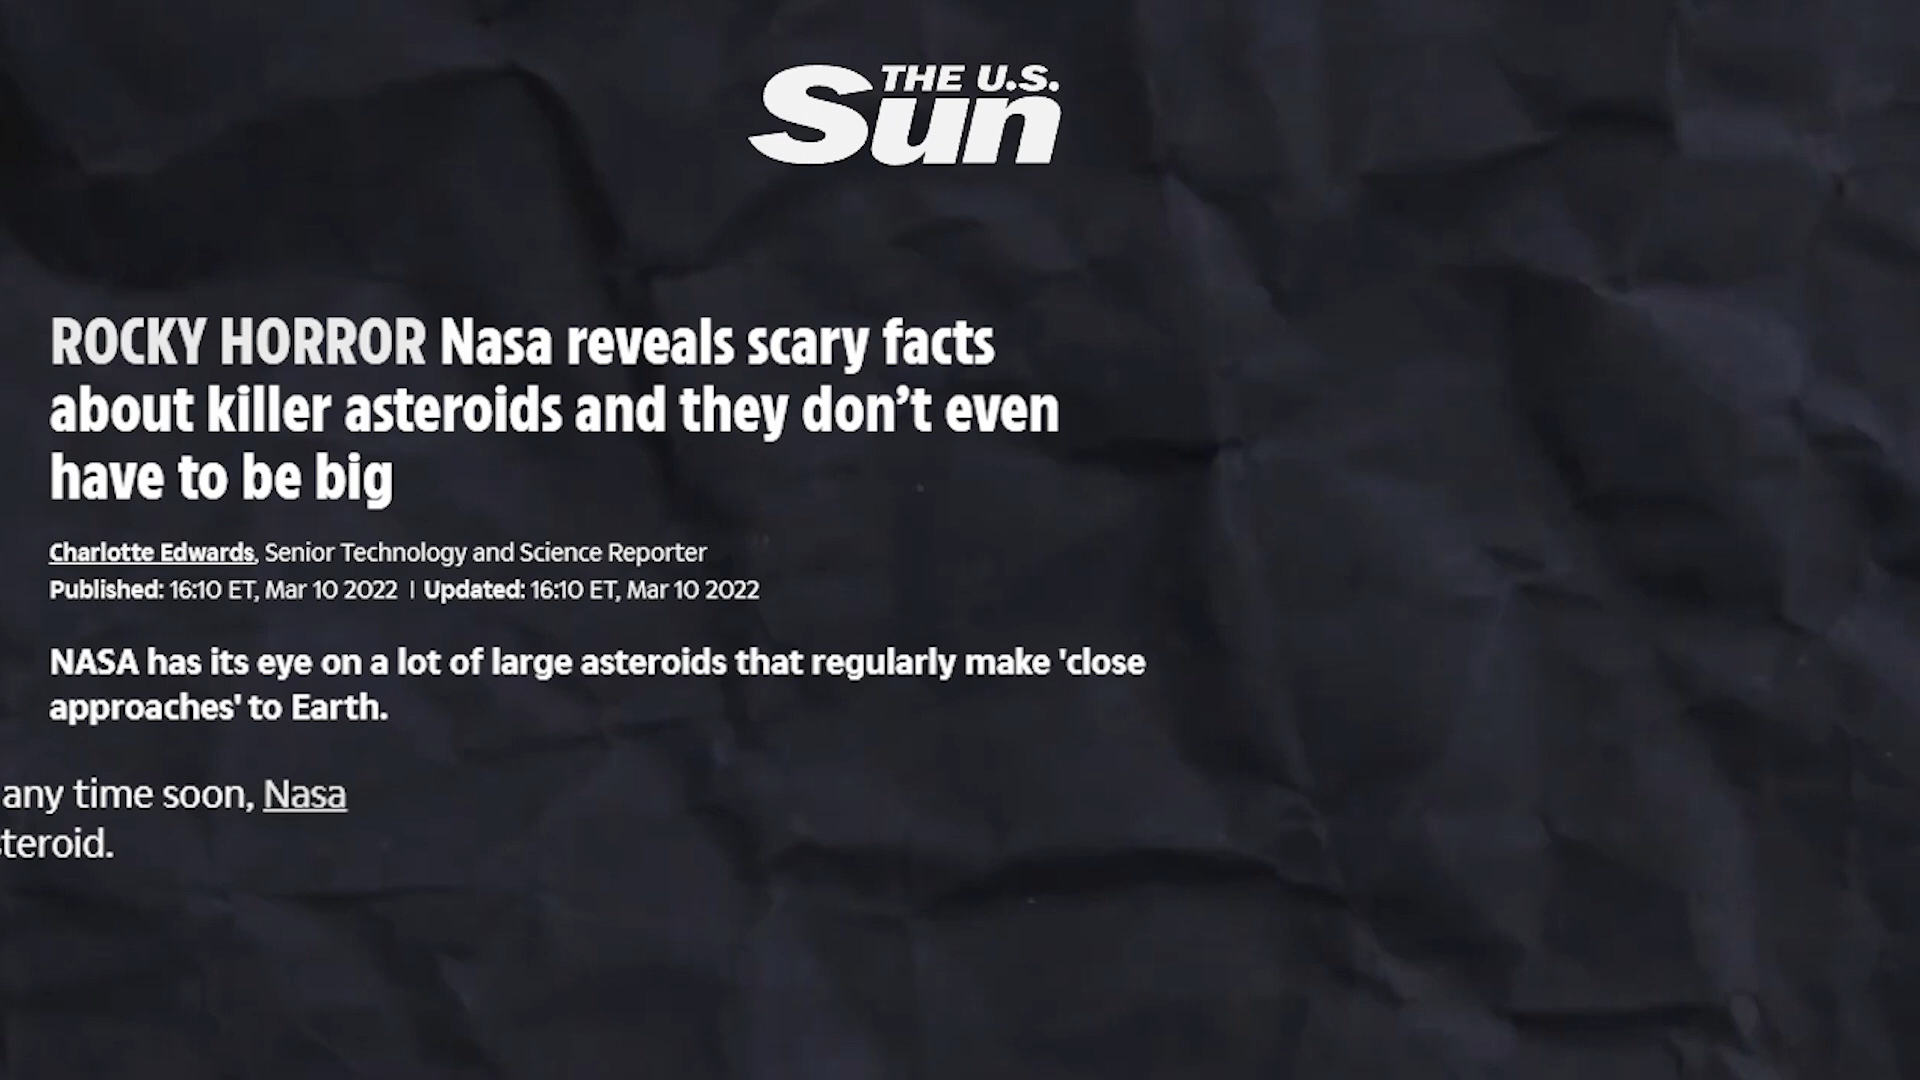 THE U.S.
Sun
ROCKY HORROR Nasa reveals scary facts
about killer asteroids and they don’t even
have to be big
Charlotte Edwards, Senior Technology and Science Reporter
Published: 16:10 ET, Mar 10 2022 | Updated: 16:10 ET, Mar 10 2022
NASA has its eye on a lot of large asteroids that regularly make 'close
approaches' to Earth.
any time soon, Nasa
teroid.